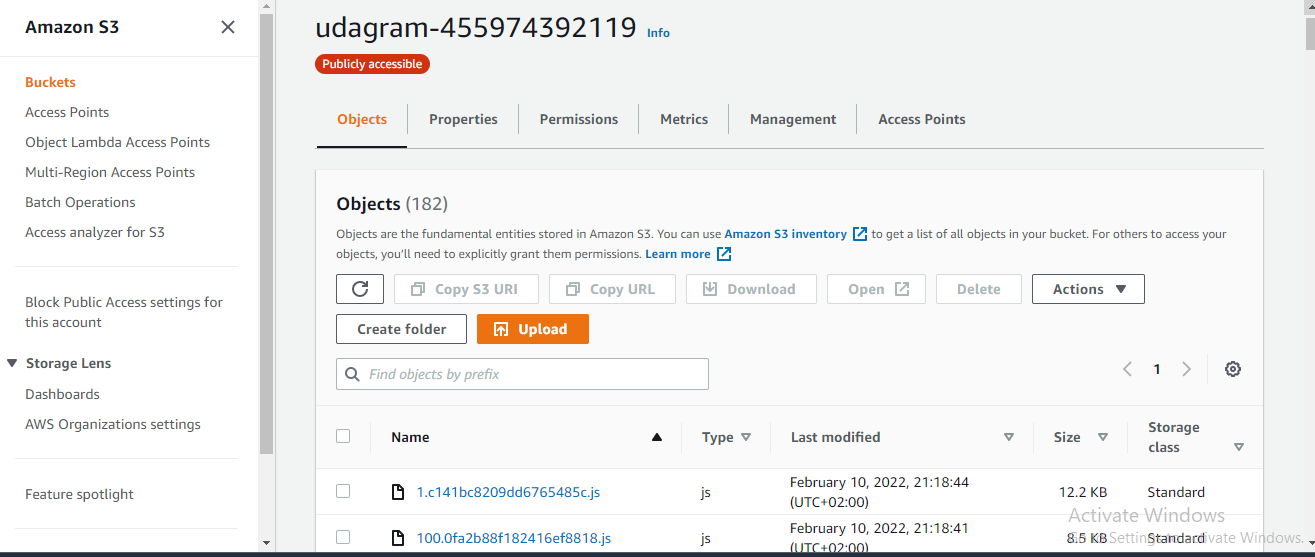 Amazon S3
Buckets
Access Points
Object Lambda Access Points
Multi-Region Access Points
Batch Operations
Access analyzer for S3
Block Public Access settings for
this account
Storage Lens
Dashboards
AWS Organizations settings
Feature spotlight
udagram-455974392119 Info
Publicly accessible
Objects Properties Permissions Metrics Management Access Points
Objects (182)
Objects are the fundamental entities stored in Amazon S3. You can use Amazon S3 inventory to get a list of all objects in your bucket. For others to access your
objects, you'll need to explicitly grant them permissions. Learn more
Copy S3 URI Copy URL Download Open Delete Actions
Create folder Upload
Find objects by prefix
1
Name Type Last modified Size Storage
class
1.c141bc8209dd6765485c.js js February 10, 2022, 21:18:44
(UTC+02:00) 12.2 KB Standard
100.0fa2b88f182416ef8818.js js February 10, 2022, 21:18:41
(UTC+02:00) 8.5 KB Standard
Activate Windows
Go to Settings to activate Windows.